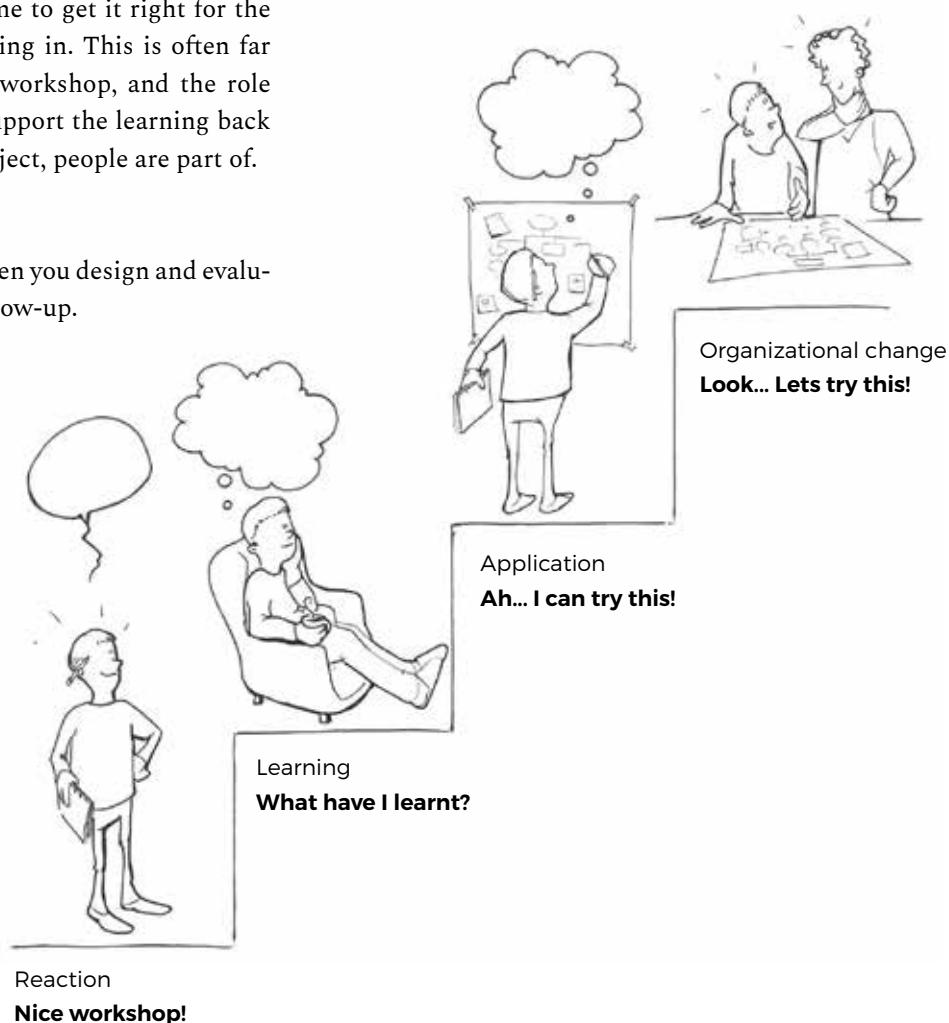 me to get it right for the
ing in. This is often far
workshop, and the role
pport the learning back
ject, people are part of.
en you design and evalu-
ow-up.
Organizational change
Look... Lets try this!
Application
Ah... I can try this!
Learning
What have I learnt?
Reaction
Nice workshop!